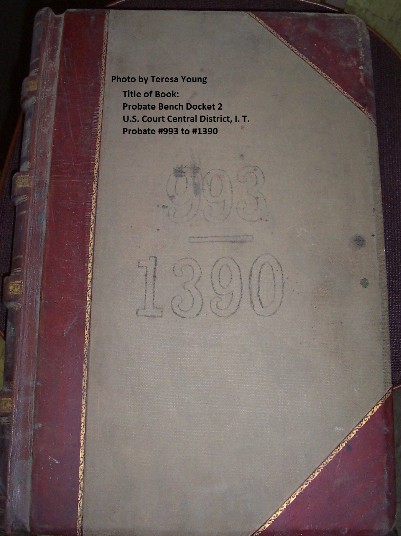 Photo by Teresa Young
Title of Book:
Probate Bench Docket 2
U.S. Court Central District, I. T.
Probate #993 to #1390
993
1390